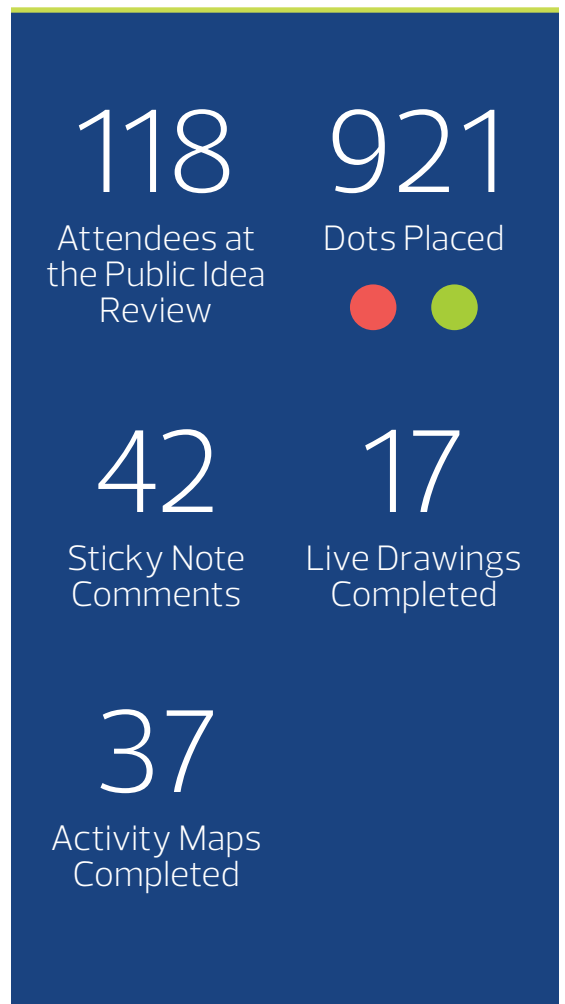 118
Attendees at
the Public Idea
Review
921
Dots Placed
42
Sticky Note
Comments
17
Live Drawings
Completed
37
Activity Maps
Completed